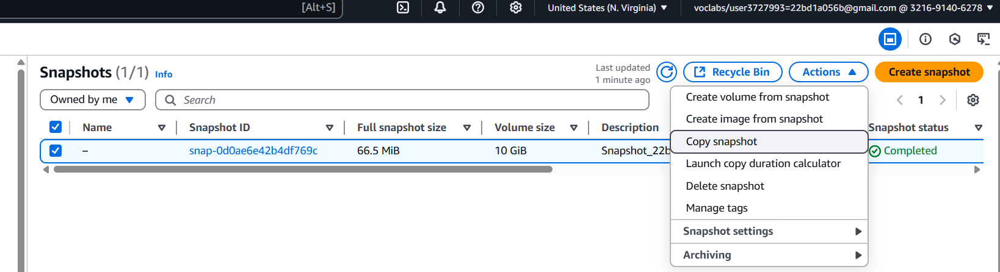 [Alt+S]
United States (N. Virginia)
voclabs/user3727993=22bd1a056b@gmail.com @ 3216-9140-6278
Snapshots (1/1) Info
Last updated
1 minute ago
Recycle Bin
Actions
Create snapshot
Owned by me
Search
1
Name
Snapshot ID
Full snapshot size
Volume size
Description
Snapshot status
–
snap-0d0ae6e42b4df769c
66.5 MiB
10 GiB
Snapshot_22b
Completed
Create volume from snapshot
Create image from snapshot
Copy snapshot
Launch copy duration calculator
Delete snapshot
Manage tags
Snapshot settings
Archiving